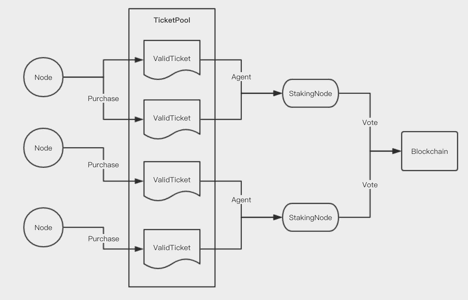 TicketPool
Node
Purchase
ValidTicket
ValidTicket
Agent
StakingNode
Vote
Node
Purchase
ValidTicket
Blockchain
Vote
Agent
StakingNode
Node
Purchase
ValidTicket